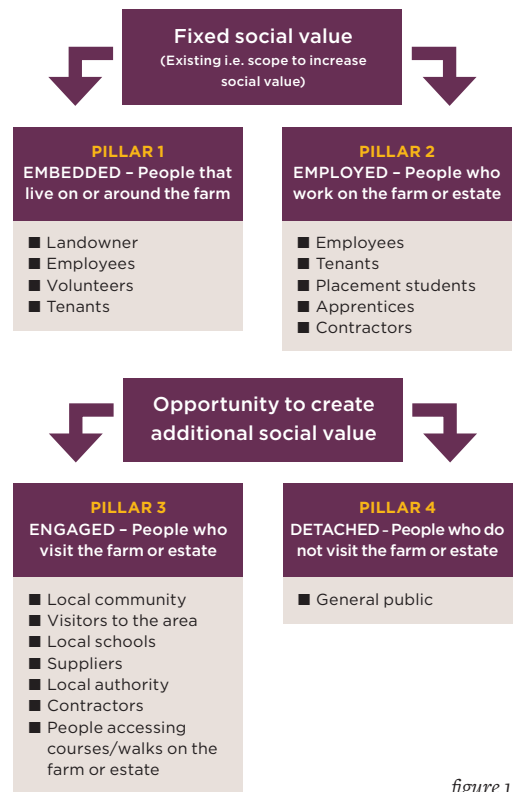 Fixed social value
(Existing i.e. scope to increase
social value)
PILLAR 1
EMBEDDED – People that
live on or around the farm
■ Landowner
■ Employees
■ Volunteers
■ Tenants
PILLAR 2
EMPLOYED – People who
work on the farm or estate
■ Employees
■ Tenants
■ Placement students
■ Apprentices
■ Contractors
Opportunity to create
additional social value
PILLAR 3
ENGAGED – People who
visit the farm or estate
■ Local community
■ Visitors to the area
■ Local schools
■ Suppliers
■ Local authority
■ Contractors
■ People accessing
courses/walks on the
farm or estate
PILLAR 4
DETACHED – People who do
not visit the farm or estate
■ General public
figure 1